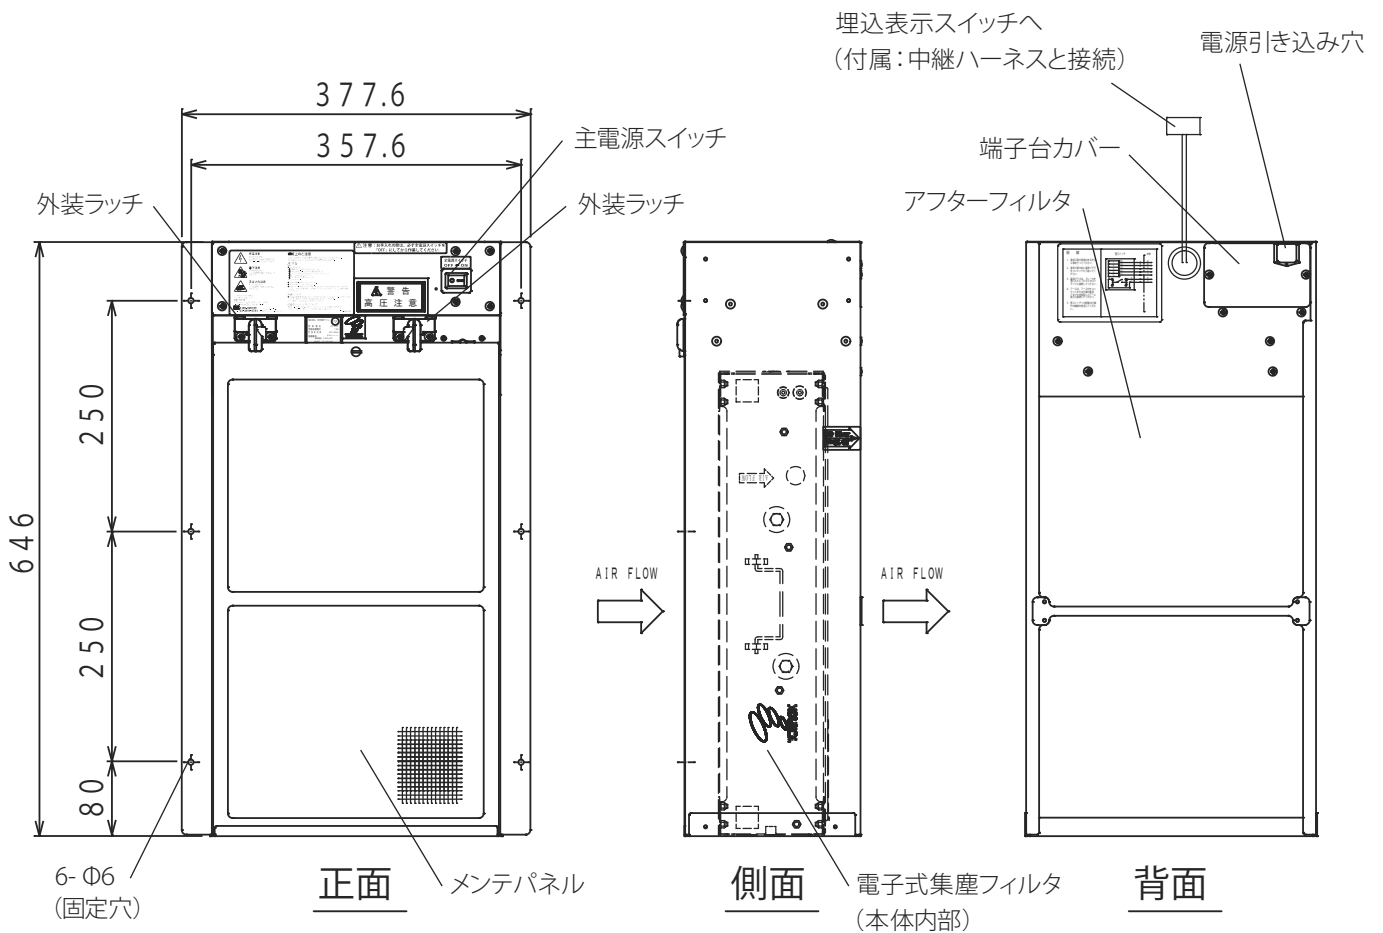 埋込表示スイッチへ
（付属：中継ハーネスと接続）
電源引き込み穴
377.6
357.6
主電源スイッチ
端子台カバー
外装ラッチ
外装ラッチ
アフターフィルタ
OFF ON
警告
高圧注意
250
646
250
80
AIR FLOW
AIR FLOW
6-Φ6
（固定穴）
正面
メンテパネル
側面
電子式集塵フィルタ
（本体内部）
背面